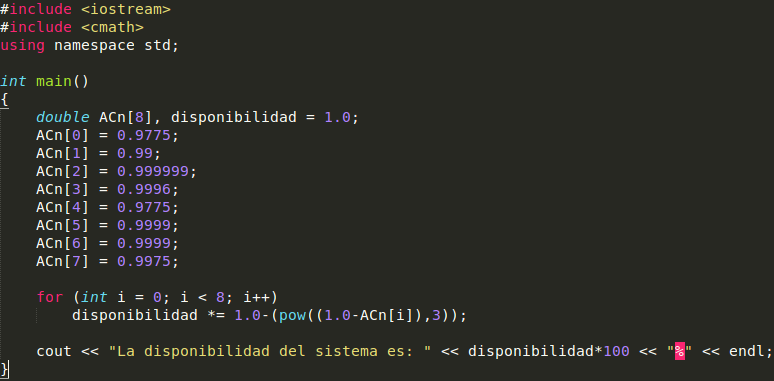 #include <iostream>
#include <cmath>
using namespace std;

int main()
{
    double ACn[8], disponibilidad = 1.0;
    ACn[0] = 0.9775;
    ACn[1] = 0.99;
    ACn[2] = 0.999999;
    ACn[3] = 0.9996;
    ACn[4] = 0.9775;
    ACn[5] = 0.9999;
    ACn[6] = 0.9999;
    ACn[7] = 0.9975;

    for (int i = 0; i < 8; i++)
        disponibilidad *= 1.0-(pow((1.0-ACn[i]),3));

    cout << "La disponibilidad del sistema es: " << disponibilidad*100 << "%" << endl;
}